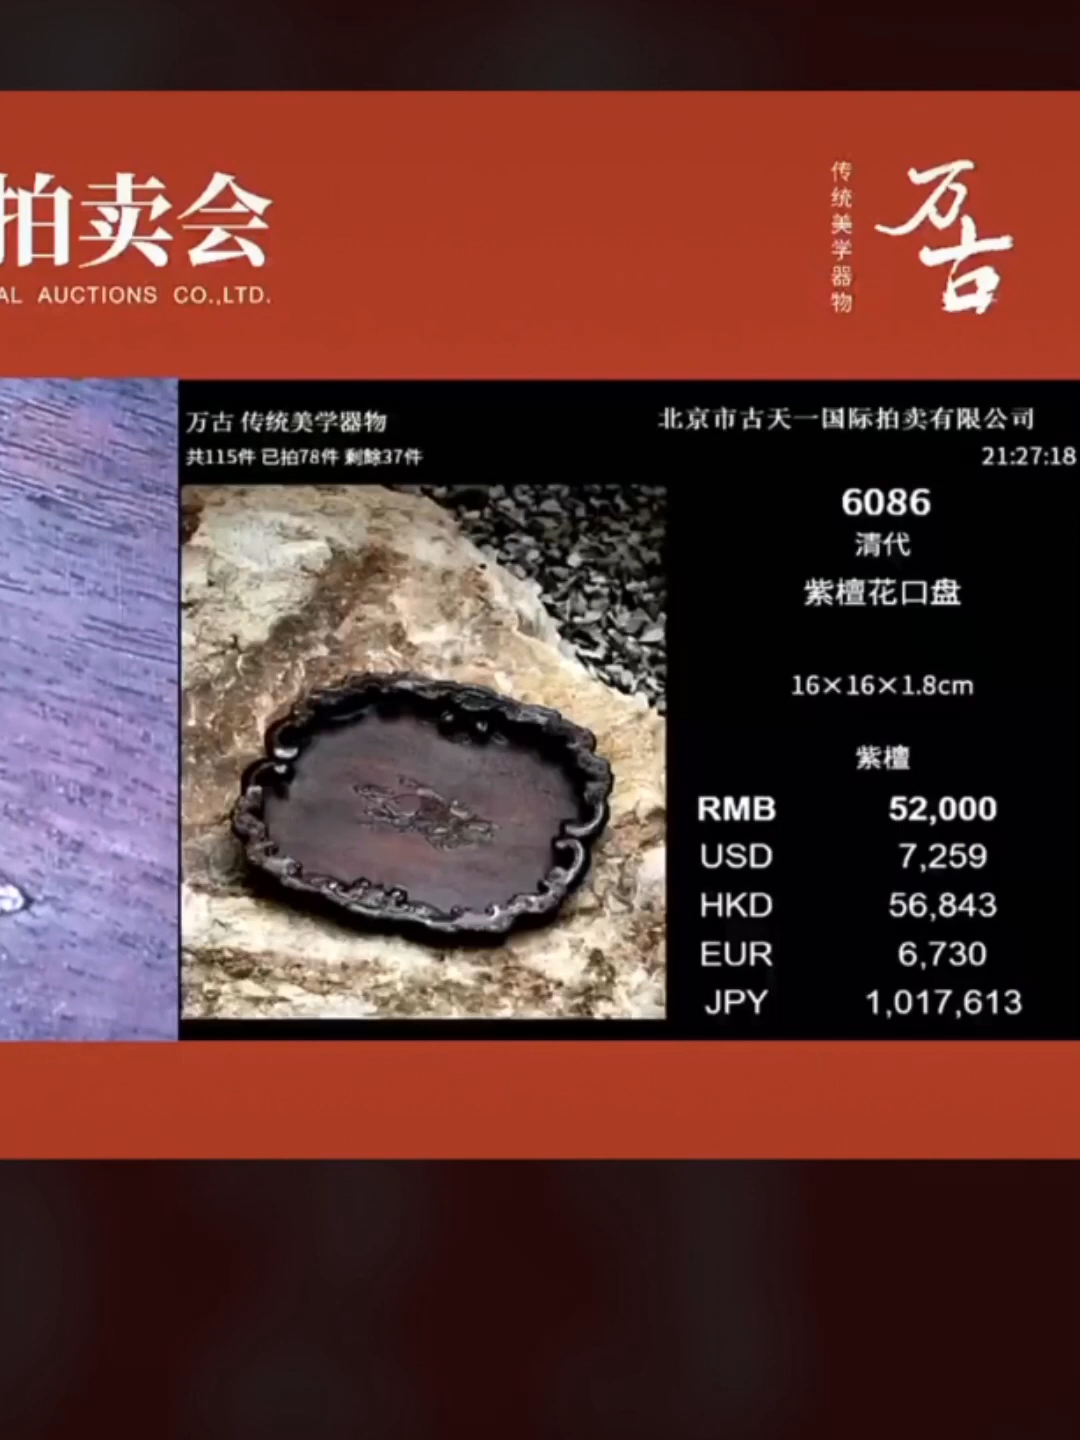 拍卖会
AL AUCTIONS CO.,LTD.
传统美学器物
万古
万古 传统美学器物
共115件 已拍78件 剩餘37件
北京市古天一国际拍卖有限公司
21:27:18
6086
清代
紫檀花口盘
16×16×1.8cm
紫檀
RMB 52,000
USD 7,259
HKD 56,843
EUR 6,730
JPY 1,017,613